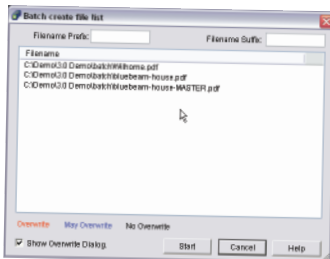 Batch create file list
Filename Prefix: Filename Suffix:
Filename
C:\Demo\3.0 Demo\batch\Wilhome.pdf
C:\Demo\3.0 Demo\batch\bluebeam-house.pdf
C:\Demo\3.0 Demo\batch\bluebeam-house-MASTER.pdf
Overwrite May Overwrite No Overwrite
Show Overwrite Dialog. Start Cancel Help